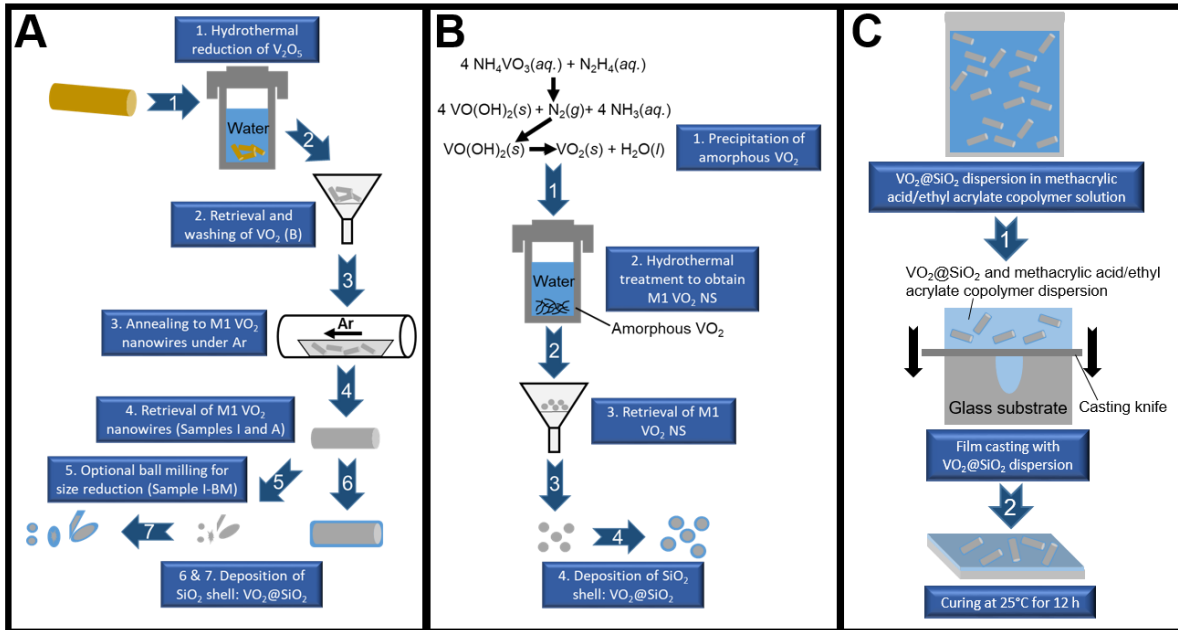 A
1. Hydrothermal
reduction of V₂O₅
1
Water
2
2. Retrieval and
washing of VO₂ (B)
3
3. Annealing to M1 VO₂
nanowires under Ar
Ar
4
4. Retrieval of M1 VO₂
nanowires (Samples I and A)
5. Optional ball milling for
size reduction (Sample I-BM)
5
6
7
6 & 7. Deposition of
SiO₂ shell: VO₂@SiO₂
B
4 NH₄VO₃(aq.) + N₂H₄(aq.)
4 VO(OH)₂(s) + N₂(g)+ 4 NH₃(aq.)
VO(OH)₂(s) VO₂(s) + H₂O(l)
1. Precipitation of
amorphous VO₂
1
Water
2. Hydrothermal
treatment to obtain
M1 VO₂ NS
Amorphous VO₂
2
3. Retrieval of M1
VO₂ NS
3
4
4. Deposition of SiO₂
shell: VO₂@SiO₂
C
VO₂@SiO₂ dispersion in methacrylic
acid/ethyl acrylate copolymer solution
1
VO₂@SiO₂ and methacrylic acid/ethyl
acrylate copolymer dispersion
Casting knife
Glass substrate
Film casting with
VO₂@SiO₂ dispersion
2
Curing at 25°C for 12 h